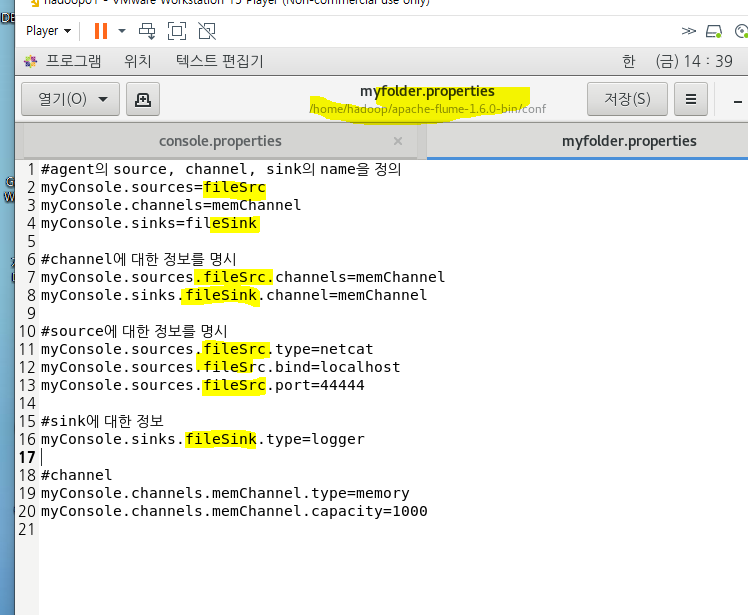 hadoop01 - VMware Workstation 15 Player (Non-commercial use only)
Player
프로그램 위치 텍스트 편집기 한 (금) 14 : 39
열기(O) myfolder.properties 저장(S)
/home/hadoop/apache-flume-1.6.0-bin/conf
console.properties × myfolder.properties
1 #agent의 source, channel, sink의 name을 정의
2 myConsole.sources=fileSrc
3 myConsole.channels=memChannel
4 myConsole.sinks=fileSink
5
6 #channel에 대한 정보를 명시
7 myConsole.sources.fileSrc.channels=memChannel
8 myConsole.sinks.fileSink.channel=memChannel
9
10 #source에 대한 정보를 명시
11 myConsole.sources.fileSrc.type=netcat
12 myConsole.sources.fileSrc.bind=localhost
13 myConsole.sources.fileSrc.port=44444
14
15 #sink에 대한 정보
16 myConsole.sinks.fileSink.type=logger
17
18 #channel
19 myConsole.channels.memChannel.type=memory
20 myConsole.channels.memChannel.capacity=1000
21